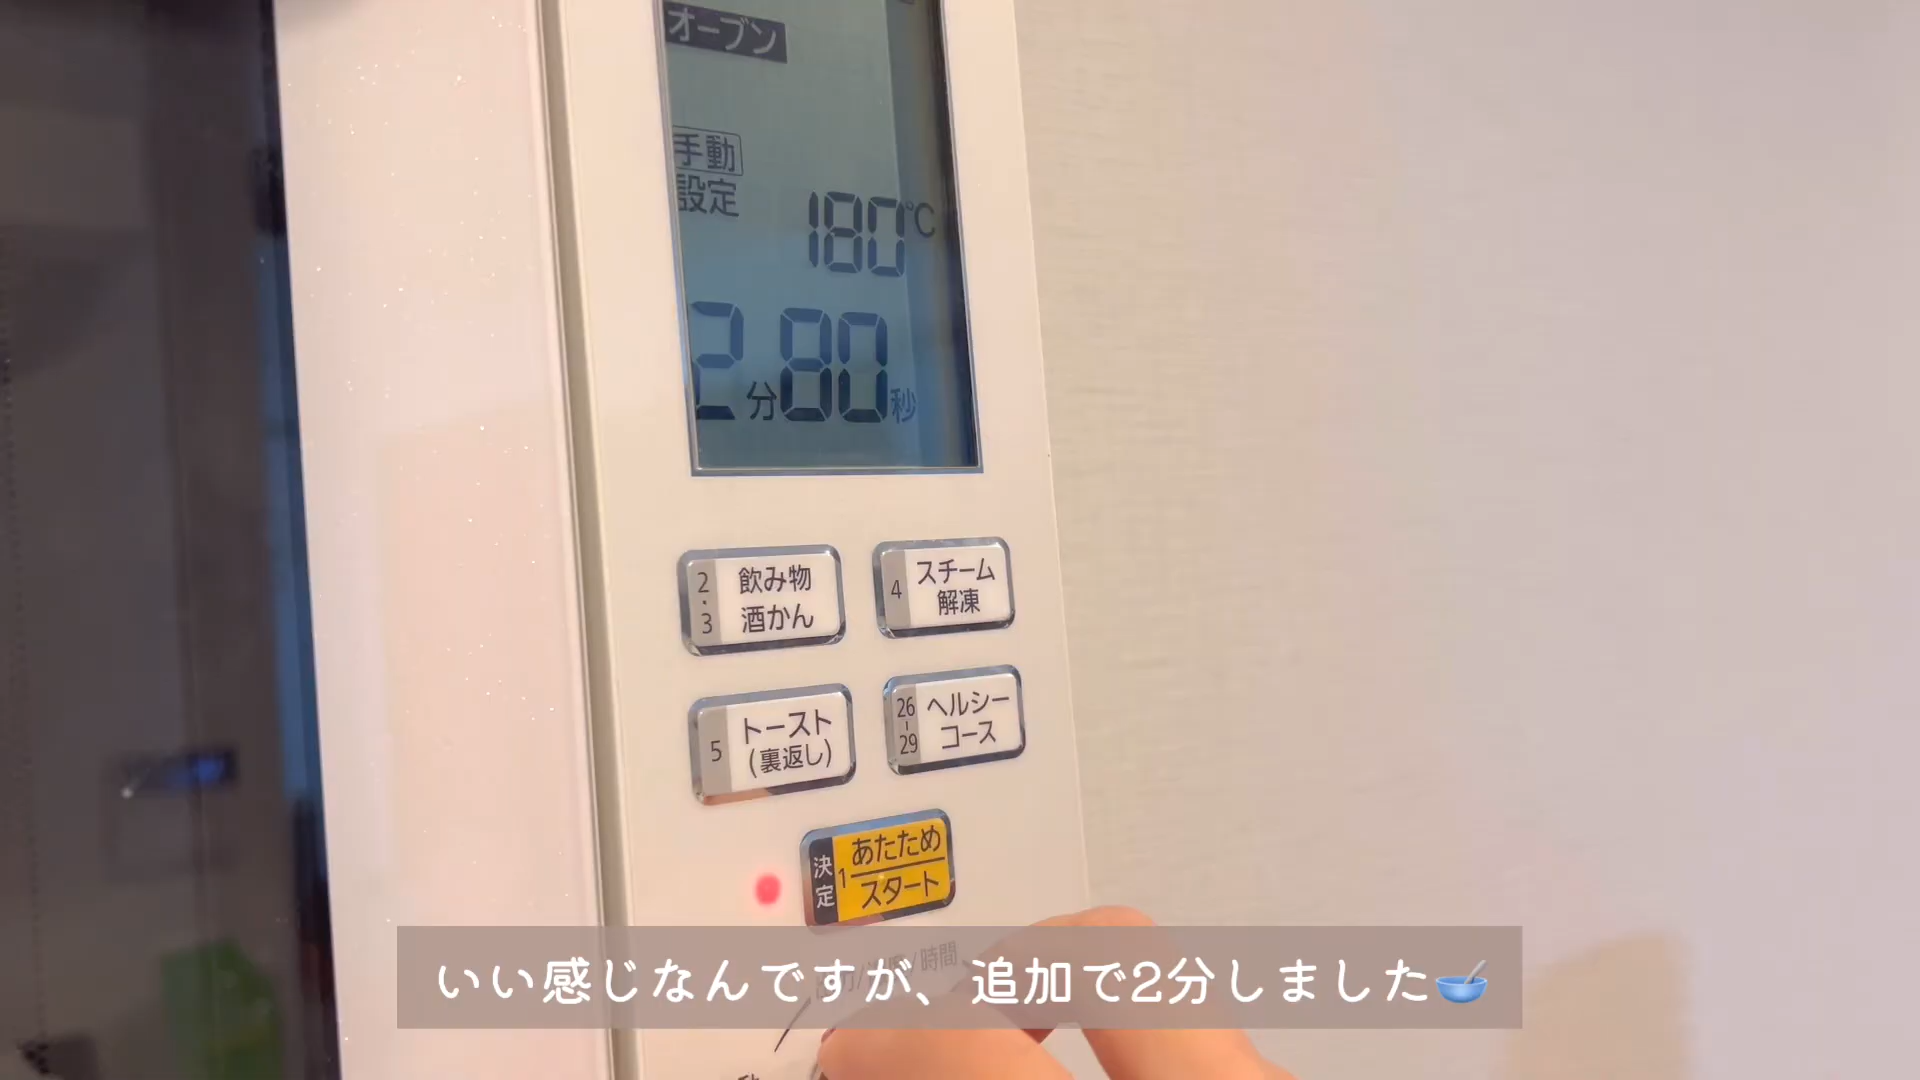 オーブン
手動
設定
180℃
2分80秒
2・3 飲み物
酒かん
4 スチーム
解凍
5 トースト
(裏返し)
26-29 ヘルシー
コース
決定 1 あたため
スタート
/時間
いい感じなんですが、追加で2分しました🥣